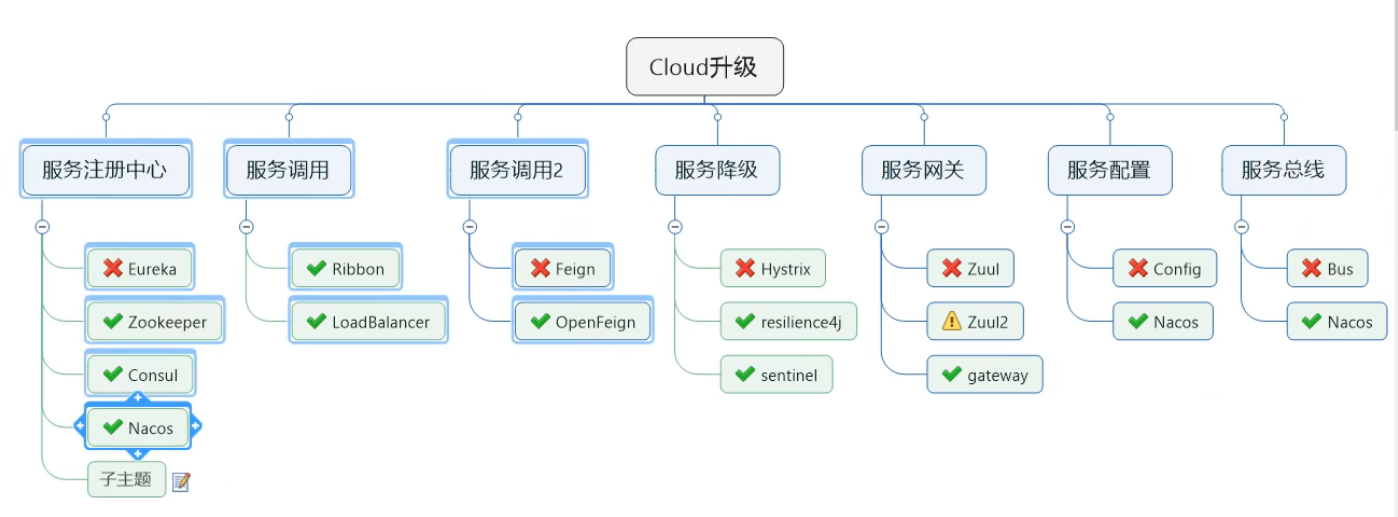 Cloud升级
服务注册中心
Eureka
Zookeeper
Consul
Nacos
子主题
服务调用
Ribbon
LoadBalancer
服务调用2
Feign
OpenFeign
服务降级
Hystrix
resilience4j
sentinel
服务网关
Zuul
Zuul2
gateway
服务配置
Config
Nacos
服务总线
Bus
Nacos